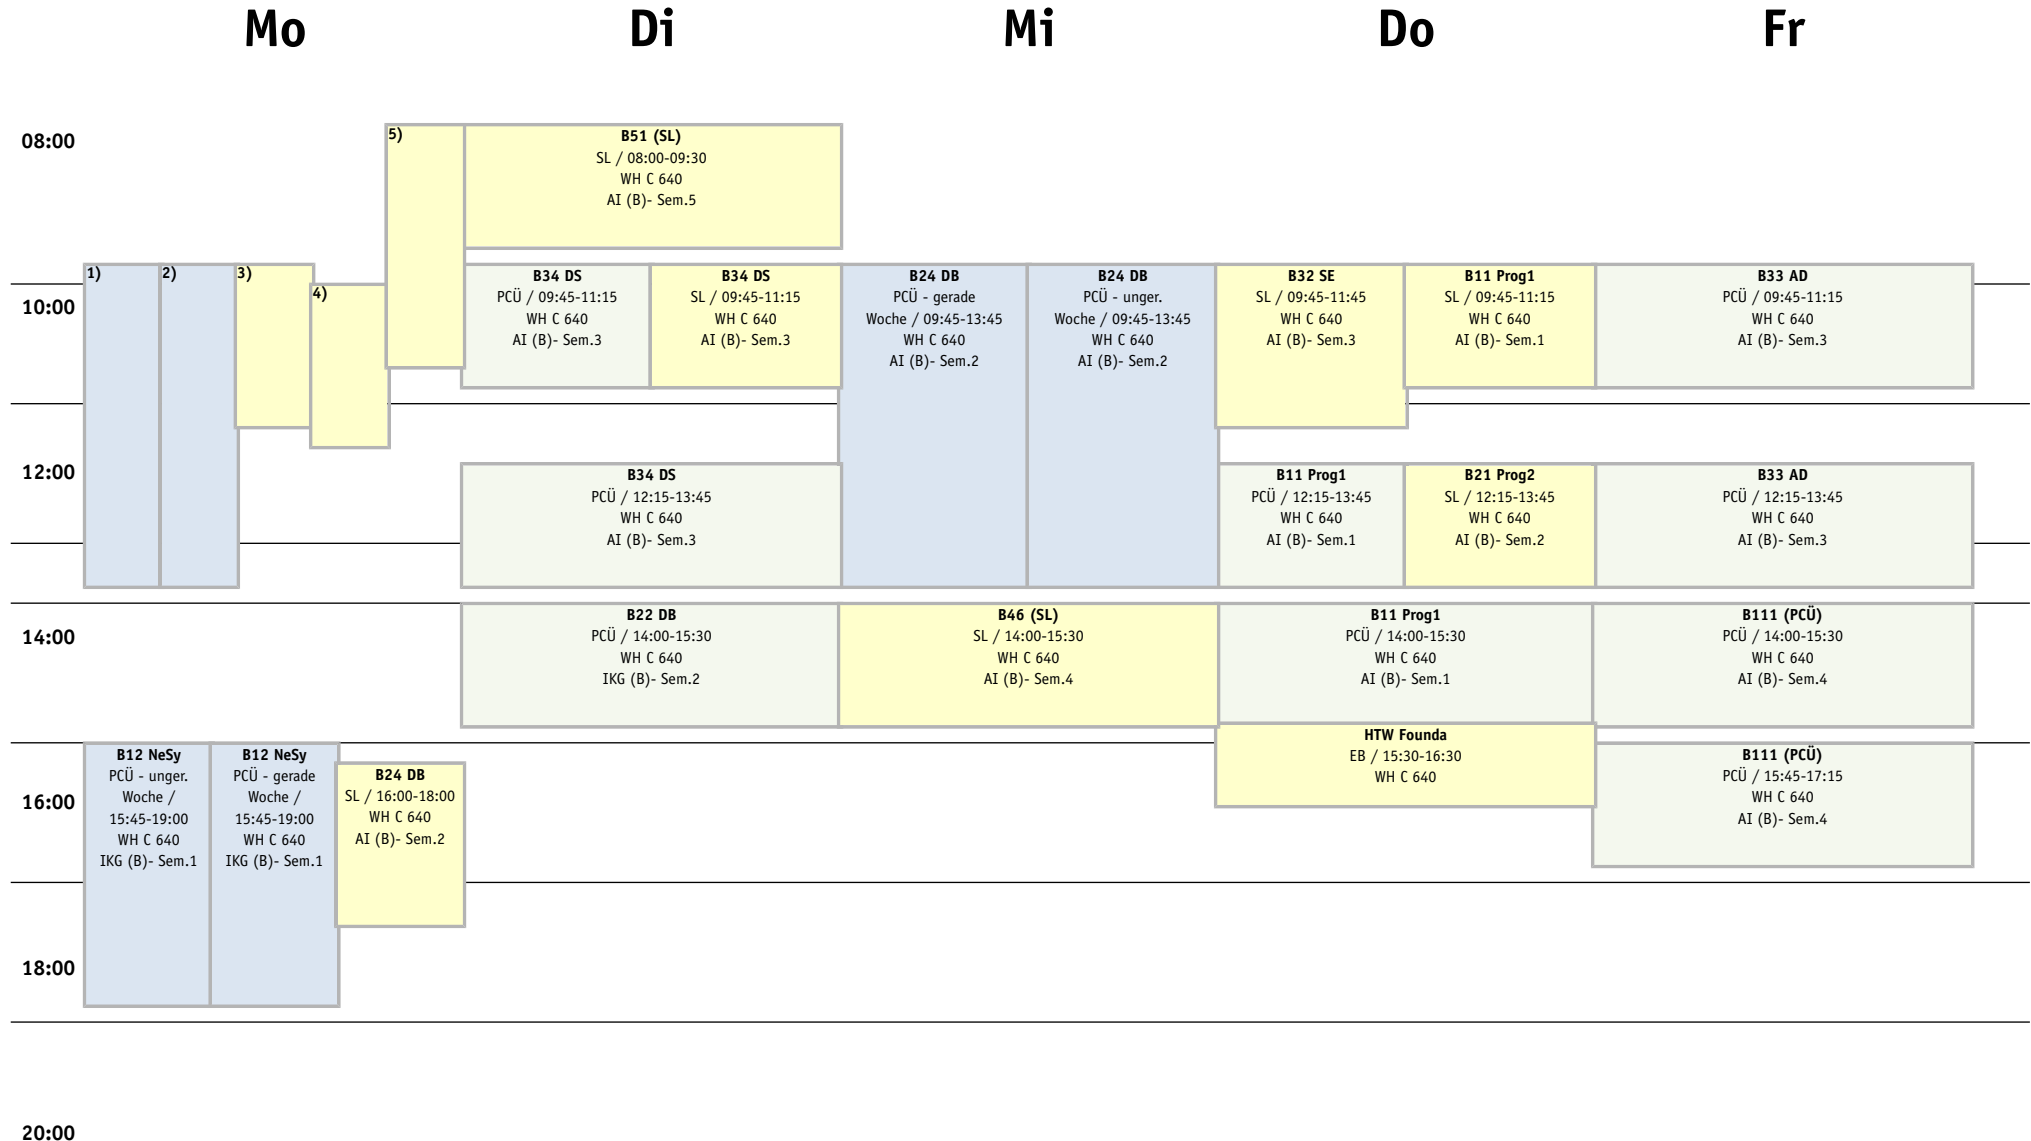 Mo
Di
Mi
Do
Fr
08:00
10:00
12:00
14:00
16:00
18:00
20:00
1)
2)
3)
4)
5)
B12 NeSy
PCÜ - unger.
Woche /
15:45-19:00
WH C 640
IKG (B)- Sem.1
B12 NeSy
PCÜ - gerade
Woche /
15:45-19:00
WH C 640
IKG (B)- Sem.1
B24 DB
SL / 16:00-18:00
WH C 640
AI (B)- Sem.2
B51 (SL)
SL / 08:00-09:30
WH C 640
AI (B)- Sem.5
B34 DS
PCÜ / 09:45-11:15
WH C 640
AI (B)- Sem.3
B34 DS
SL / 09:45-11:15
WH C 640
AI (B)- Sem.3
B34 DS
PCÜ / 12:15-13:45
WH C 640
AI (B)- Sem.3
B22 DB
PCÜ / 14:00-15:30
WH C 640
IKG (B)- Sem.2
B24 DB
PCÜ - gerade
Woche / 09:45-13:45
WH C 640
AI (B)- Sem.2
B24 DB
PCÜ - unger.
Woche / 09:45-13:45
WH C 640
AI (B)- Sem.2
B46 (SL)
SL / 14:00-15:30
WH C 640
AI (B)- Sem.4
B32 SE
SL / 09:45-11:45
WH C 640
AI (B)- Sem.3
B11 Prog1
SL / 09:45-11:15
WH C 640
AI (B)- Sem.1
B11 Prog1
PCÜ / 12:15-13:45
WH C 640
AI (B)- Sem.1
B21 Prog2
SL / 12:15-13:45
WH C 640
AI (B)- Sem.2
B11 Prog1
PCÜ / 14:00-15:30
WH C 640
AI (B)- Sem.1
HTW Founda
EB / 15:30-16:30
WH C 640
B33 AD
PCÜ / 09:45-11:15
WH C 640
AI (B)- Sem.3
B33 AD
PCÜ / 12:15-13:45
WH C 640
AI (B)- Sem.3
B111 (PCÜ)
PCÜ / 14:00-15:30
WH C 640
AI (B)- Sem.4
B111 (PCÜ)
PCÜ / 15:45-17:15
WH C 640
AI (B)- Sem.4